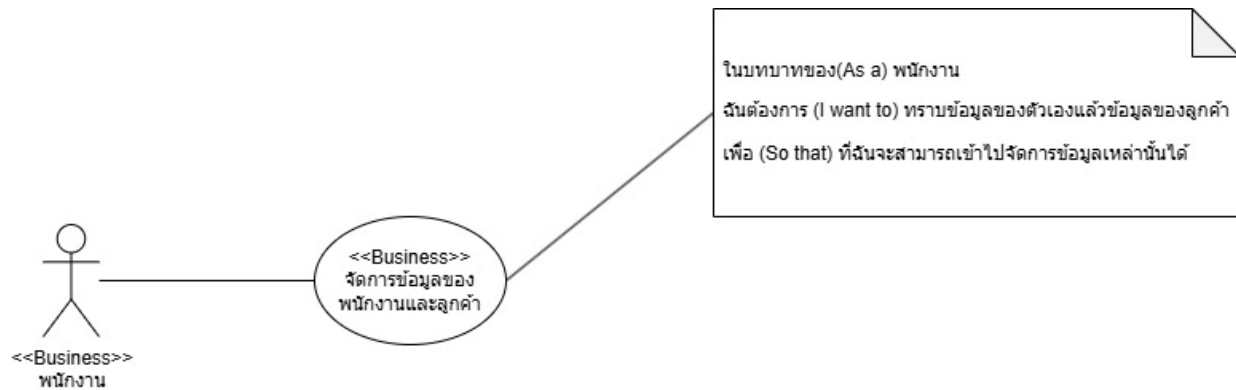 ในบทบาทของ(As a) พนักงาน
ฉันต้องการ (I want to) ทราบข้อมูลของตัวเองแล้วข้อมูลของลูกค้า
เพื่อ (So that) ที่ฉันจะสามารถเข้าไปจัดการข้อมูลเหล่านั้นได้
<<Business>>
จัดการข้อมูลของ
พนักงานและลูกค้า
<<Business>>
พนักงาน